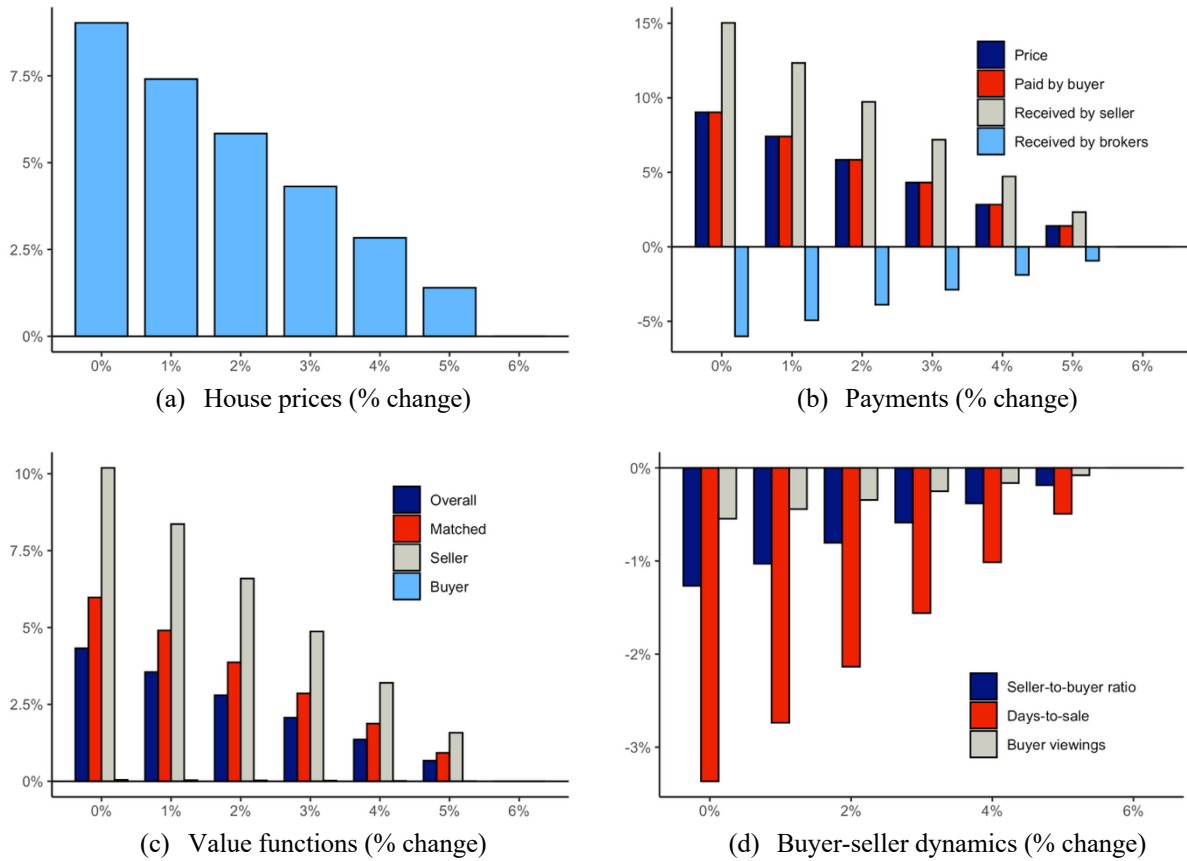 7.5%
5%
2.5%
0%
0% 1% 2% 3% 4% 5% 6%
(a) House prices (% change)
15%
10%
5%
0%
-5%
Price
Paid by buyer
Received by seller
Received by brokers
0% 1% 2% 3% 4% 5% 6%
(b) Payments (% change)
10%
7.5%
5%
2.5%
0%
Overall
Matched
Seller
Buyer
0% 1% 2% 3% 4% 5% 6%
(c) Value functions (% change)
0%
-1%
-2%
-3%
Seller-to-buyer ratio
Days-to-sale
Buyer viewings
0% 2% 4% 6%
(d) Buyer-seller dynamics (% change)